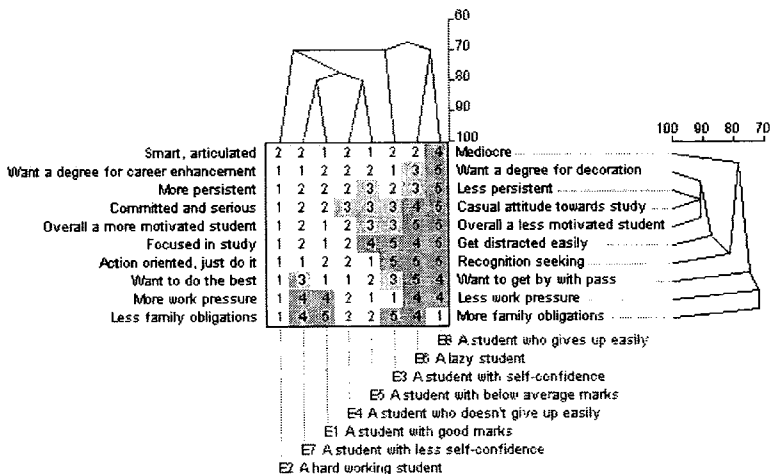 60
70
80
90
100
100 90 80 70
Smart, articulated 2 2 1 2 1 2 2 4 Mediocre
Want a degree for career enhancement 1 1 2 2 2 1 3 5 Want a degree for decoration
More persistent 1 2 2 2 3 2 3 5 Less persistent
Committed and serious 1 2 2 3 3 3 4 5 Casual attitude towards study
Overall a more motivated student 1 2 1 2 3 3 5 5 Overall a less motivated student
Focused in study 1 2 1 2 4 5 4 5 Get distracted easily
Action oriented, just do it 1 1 2 2 1 5 5 5 Recognition seeking
Want to do the best 1 3 1 1 2 3 5 4 Want to get by with pass
More work pressure 1 4 4 2 1 1 4 4 Less work pressure
Less family obligations 1 4 5 2 2 5 4 1 More family obligations
E8 A student who gives up easily
E6 A lazy student
E3 A student with self-confidence
E5 A student with below average marks
E4 A student who doesn't give up easily
E1 A student with good marks
E7 A student with less self-confidence
E2 A hard working student